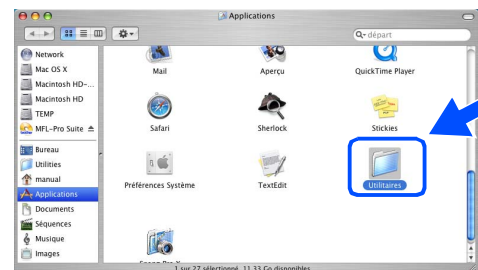 Applications
départ
Network
Mac OS X
Macintosh HD-...
Macintosh HD
TEMP
MFL-Pro Suite
Bureau
Utilities
manual
Applications
Documents
Séquences
Musique
Images
Mail
Aperçu
QuickTime Player
Safari
Sherlock
Stickies
Préférences Système
TextEdit
Utilitaires
1 sur 27 sélectionné, 11,33 Go disponibles